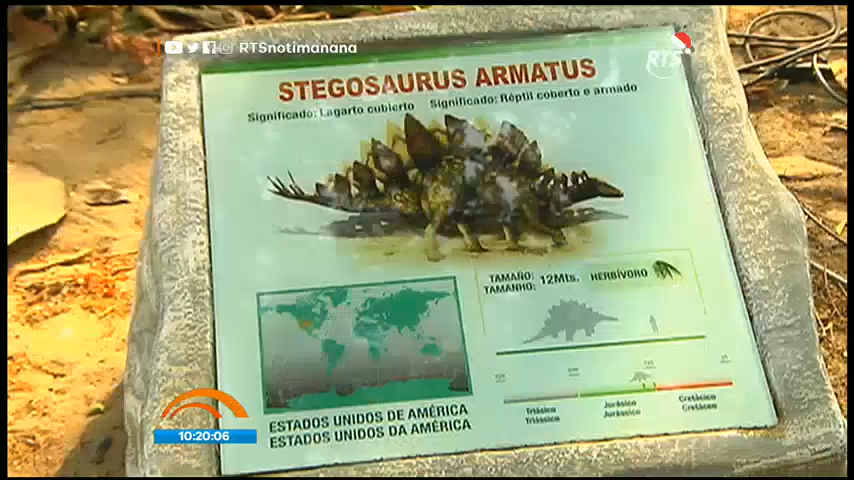 RTSnotimanana
RTS
STEGOSAURUS ARMATUS
Significado: Lagarto cubierto Significado: Réptil coberto e armado
TAMAÑO:
TAMANHO: 12Mts. HERBÍVORO
Triásico Jurásico Cretácico
Triássico Jurássico Cretáceo
ESTADOS UNIDOS DE AMÉRICA
ESTADOS UNIDOS DA AMÉRICA
10:20:06